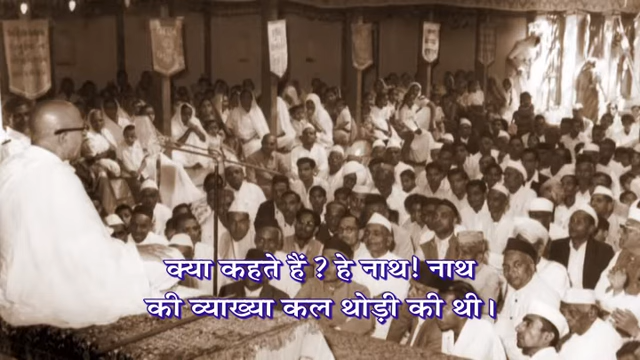 क्या कहते हैं ? हे नाथ! नाथ
की व्याख्या कल थोड़ी की थी।